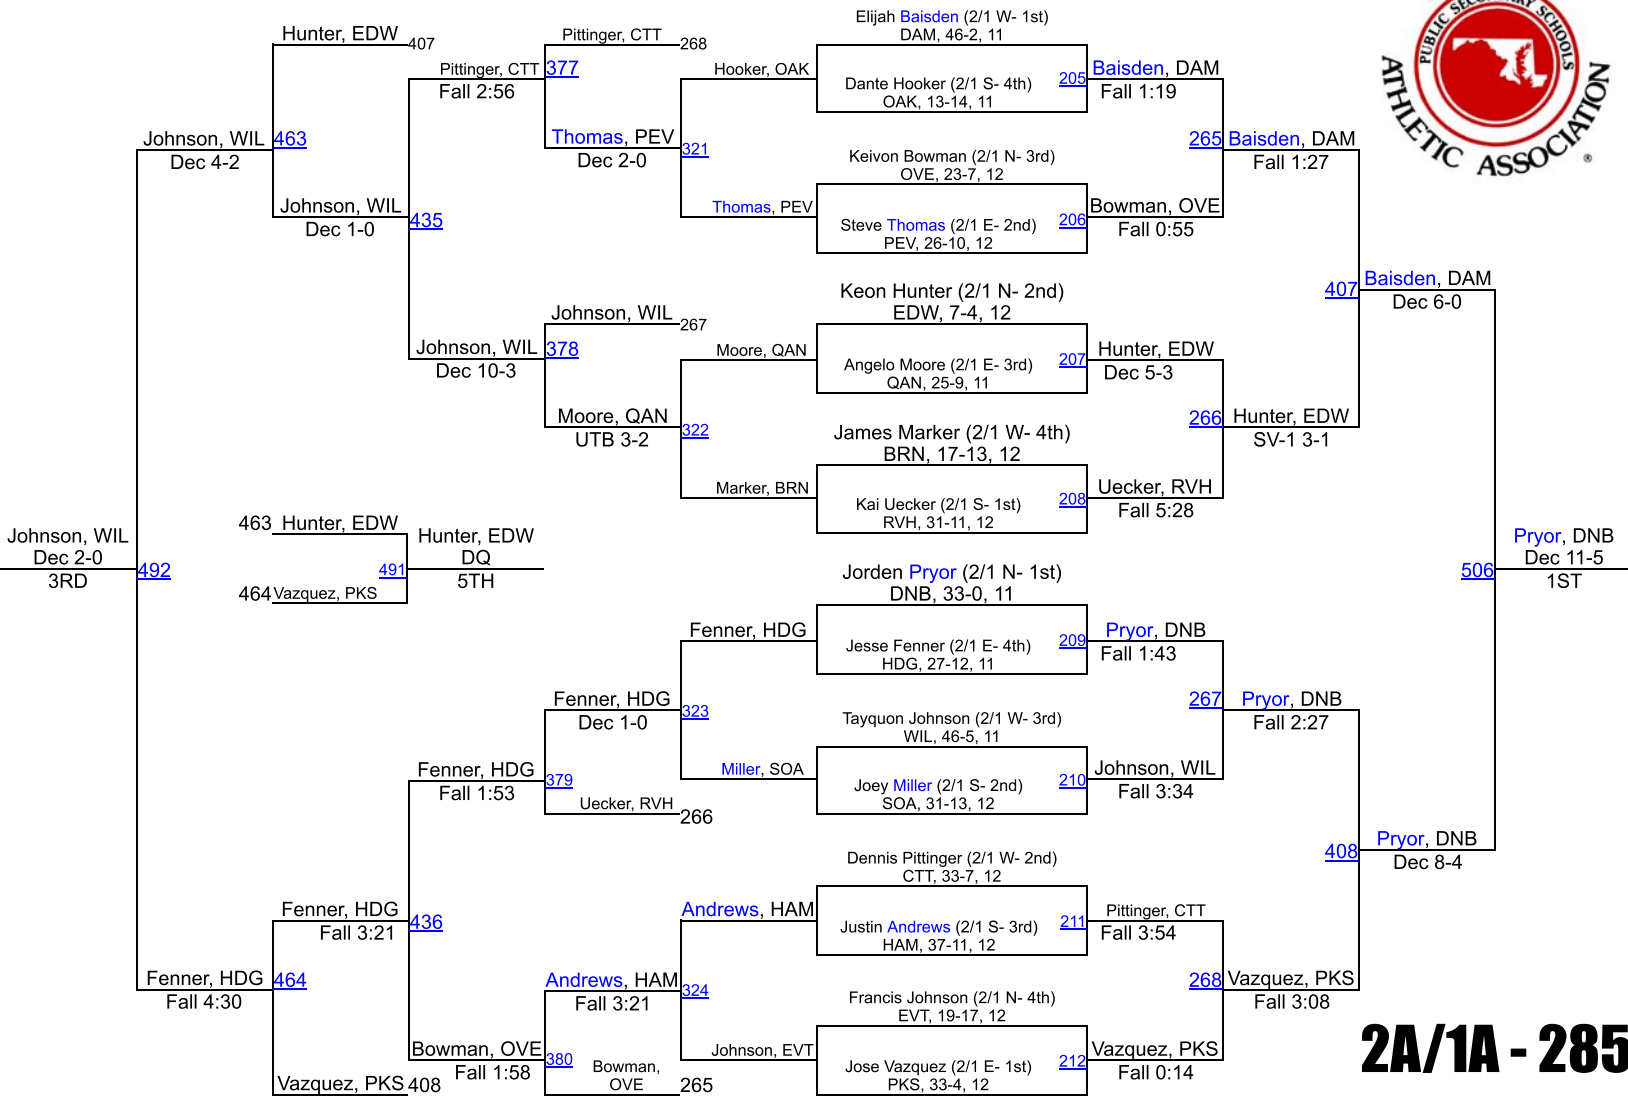 PUBLIC SECONDARY SCHOOLS
ATHLETIC ASSOCIATION
®
Hunter, EDW 407
Johnson, WIL 463
Dec 4-2
Johnson, WIL
Dec 1-0
Pittinger, CTT 377
Fall 2:56
435
Johnson, WIL 378
Dec 10-3
Pittinger, CTT 268
Thomas, PEV 321
Dec 2-0
Johnson, WIL 267
Moore, QAN 322
UTB 3-2
Hooker, OAK
Thomas, PEV
Moore, QAN
Marker, BRN
Elijah Baisden (2/1 W- 1st)
DAM, 46-2, 11
Dante Hooker (2/1 S- 4th) 205
OAK, 13-14, 11
Keivon Bowman (2/1 N- 3rd)
OVE, 23-7, 12
Steve Thomas (2/1 E- 2nd) 206
PEV, 26-10, 12
Keon Hunter (2/1 N- 2nd)
EDW, 7-4, 12
Angelo Moore (2/1 E- 3rd) 207
QAN, 25-9, 11
James Marker (2/1 W- 4th)
BRN, 17-13, 12
Kai Uecker (2/1 S- 1st) 208
RVH, 31-11, 12
Baisden, DAM
Fall 1:19
265 Baisden, DAM
Fall 1:27
Bowman, OVE
Fall 0:55
407 Baisden, DAM
Dec 6-0
Hunter, EDW
Dec 5-3
266 Hunter, EDW
SV-1 3-1
Uecker, RVH
Fall 5:28
Johnson, WIL
Dec 2-0
3RD
492
463 Hunter, EDW
464 Vazquez, PKS
491
Hunter, EDW
DQ
5TH
506
Pryor, DNB
Dec 11-5
1ST
Jorden Pryor (2/1 N- 1st)
DNB, 33-0, 11
Jesse Fenner (2/1 E- 4th) 209
HDG, 27-12, 11
Tayquon Johnson (2/1 W- 3rd)
WIL, 46-5, 11
Joey Miller (2/1 S- 2nd) 210
SOA, 31-13, 12
Dennis Pittinger (2/1 W- 2nd)
CTT, 33-7, 12
Justin Andrews (2/1 S- 3rd) 211
HAM, 37-11, 12
Francis Johnson (2/1 N- 4th)
EVT, 19-17, 12
Jose Vazquez (2/1 E- 1st) 212
PKS, 33-4, 12
Fenner, HDG
Miller, SOA
Andrews, HAM
Johnson, EVT
Fenner, HDG 323
Dec 1-0
Uecker, RVH 266
Andrews, HAM 324
Fall 3:21
Bowman,
OVE 265
Fenner, HDG 379
Fall 1:53
Bowman, OVE 380
Fall 1:58
Fenner, HDG 436
Fall 3:21
Vazquez, PKS 408
Fenner, HDG 464
Fall 4:30
Pryor, DNB
Fall 1:43
267 Pryor, DNB
Fall 2:27
Johnson, WIL
Fall 3:34
408 Pryor, DNB
Dec 8-4
Pittinger, CTT
Fall 3:54
268 Vazquez, PKS
Fall 3:08
Vazquez, PKS
Fall 0:14
2A/1A - 285